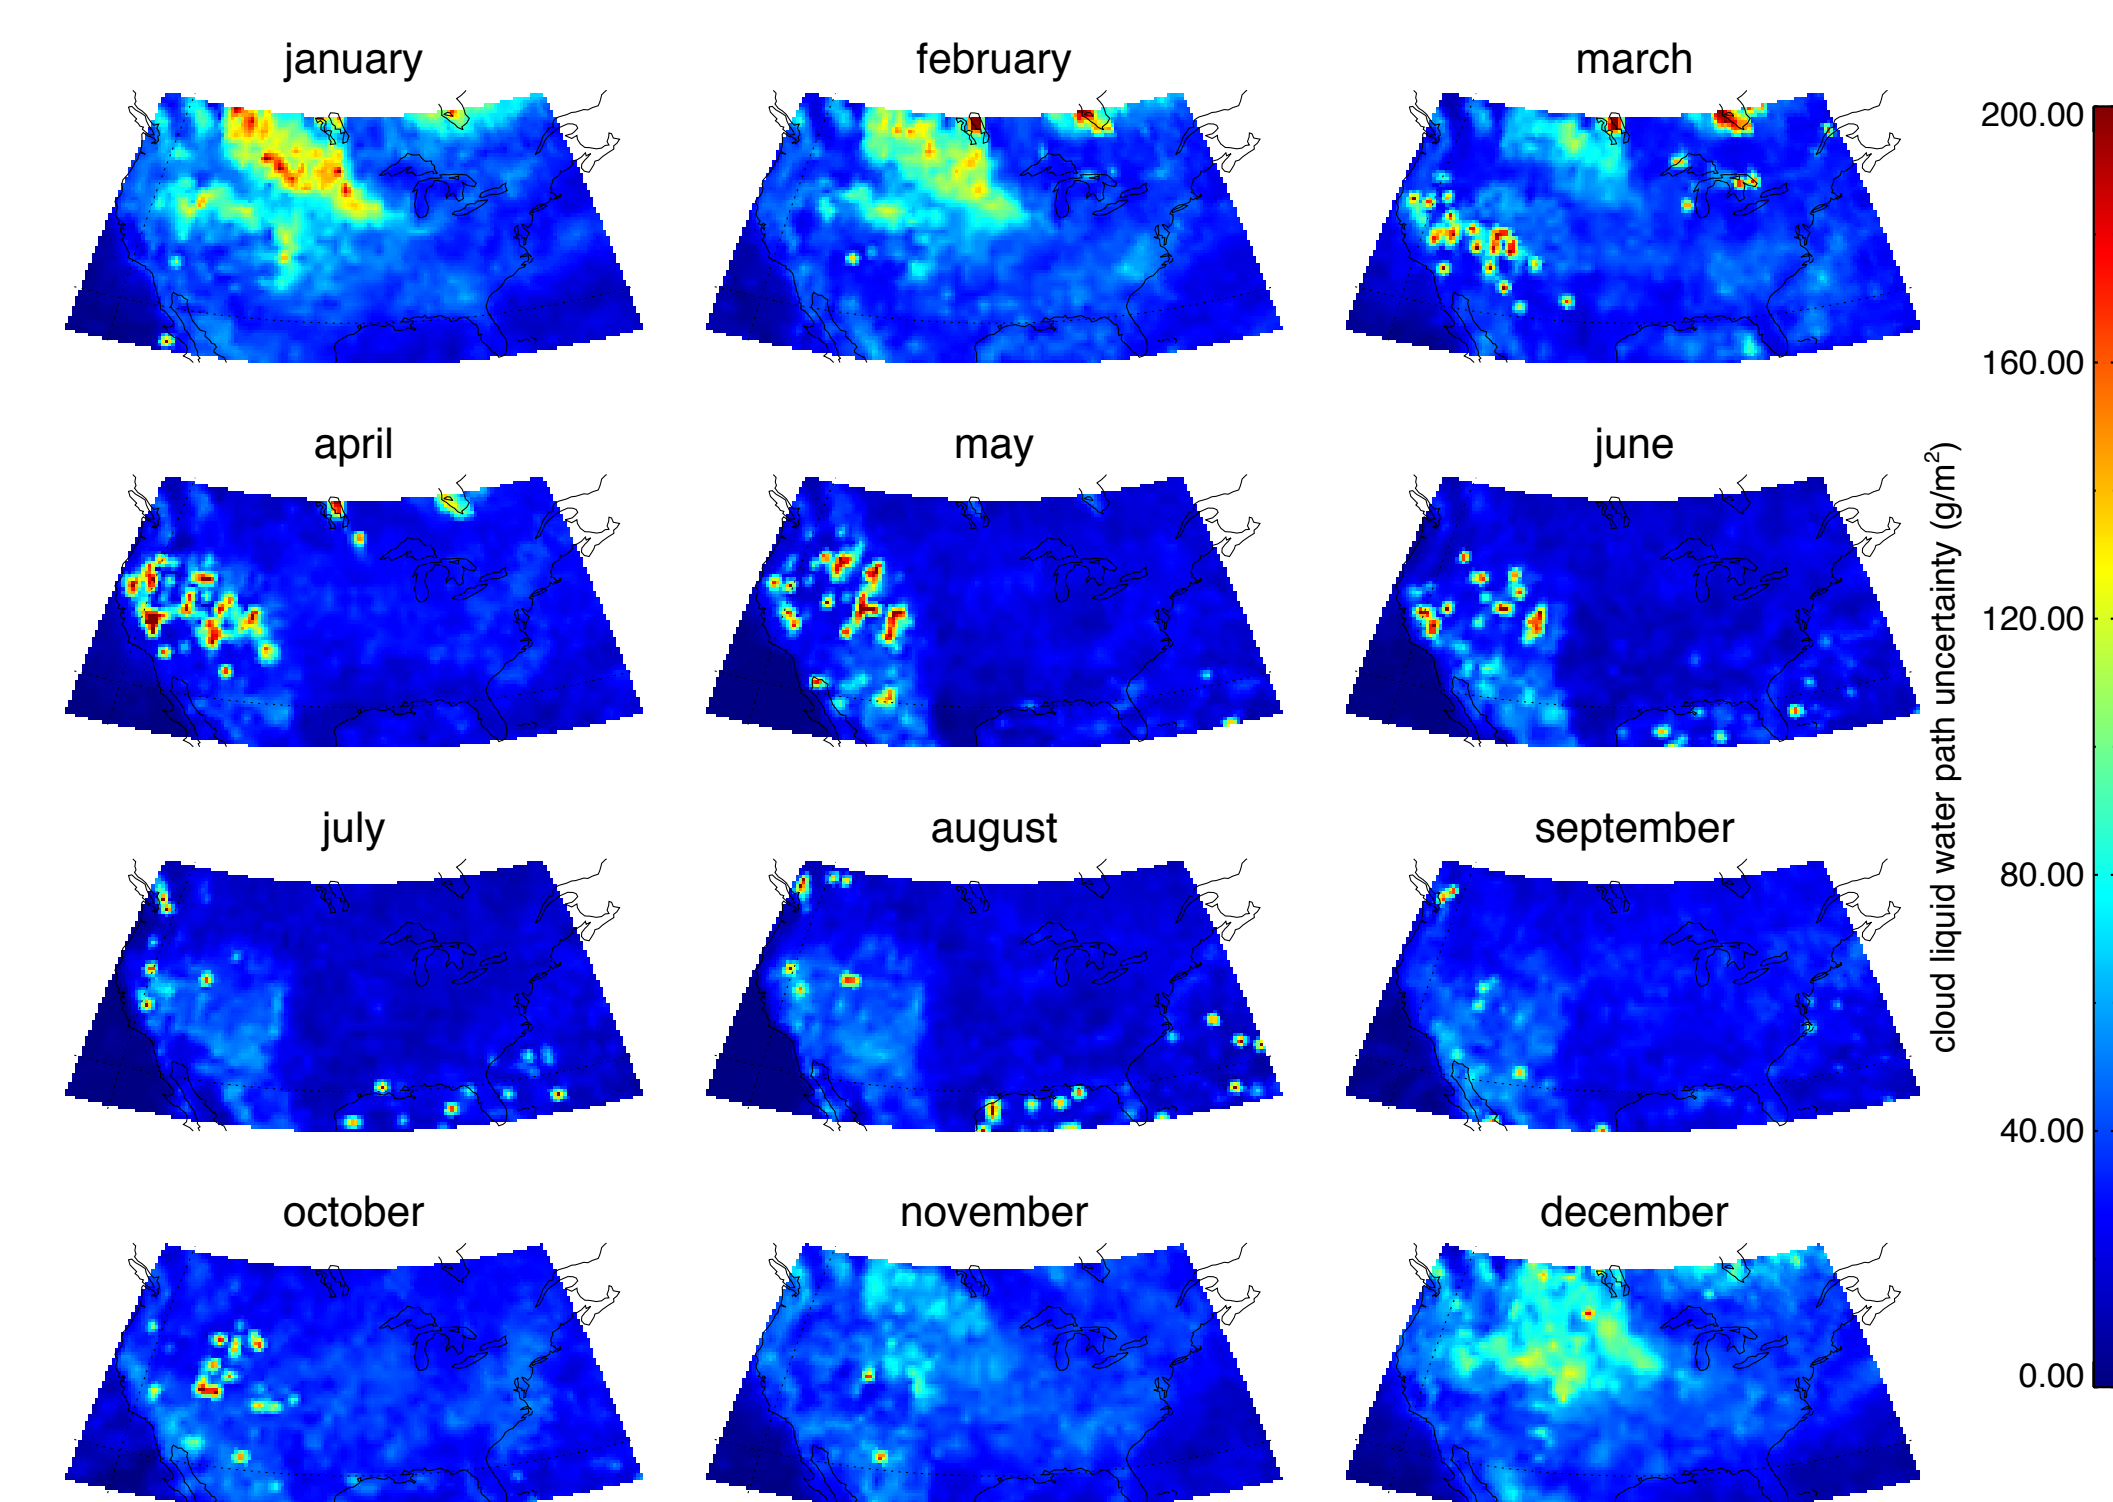 january
february
march
april
may
june
july
august
september
october
november
december
200.00
160.00
120.00
80.00
40.00
0.00
cloud liquid water path uncertainty (g/m²)